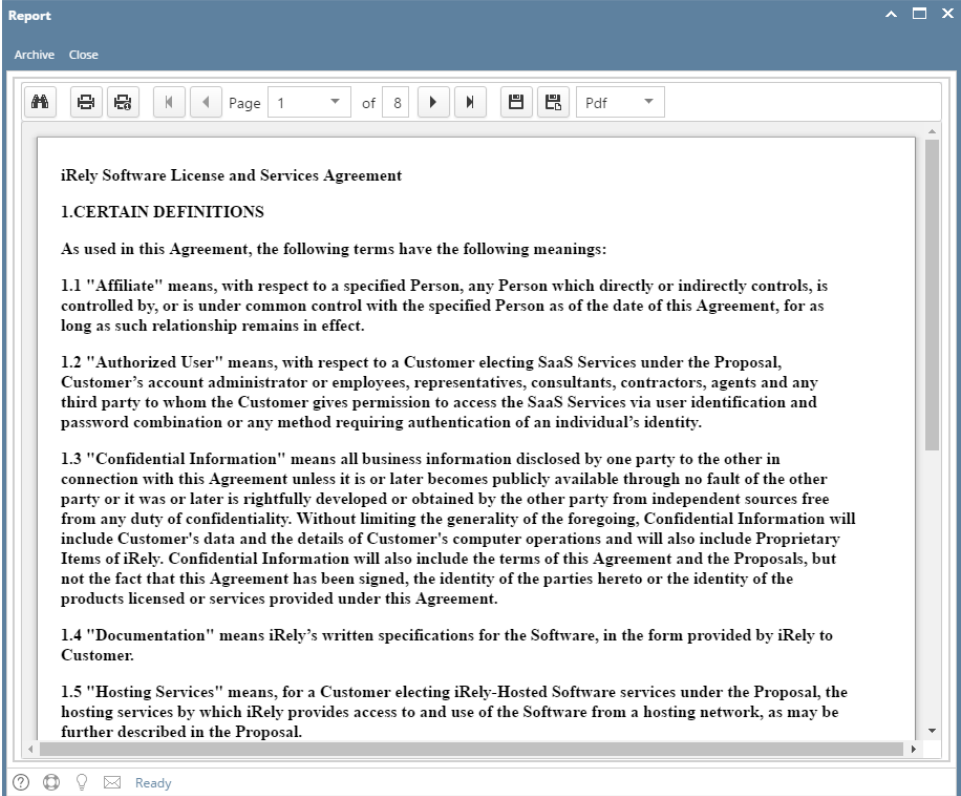 Report
Archive Close
Page 1 of 8 Pdf
iRely Software License and Services Agreement
1.CERTAIN DEFINITIONS
As used in this Agreement, the following terms have the following meanings:
1.1 "Affiliate" means, with respect to a specified Person, any Person which directly or indirectly controls, is
controlled by, or is under common control with the specified Person as of the date of this Agreement, for as
long as such relationship remains in effect.
1.2 "Authorized User" means, with respect to a Customer electing SaaS Services under the Proposal,
Customer’s account administrator or employees, representatives, consultants, contractors, agents and any
third party to whom the Customer gives permission to access the SaaS Services via user identification and
password combination or any method requiring authentication of an individual’s identity.
1.3 "Confidential Information" means all business information disclosed by one party to the other in
connection with this Agreement unless it is or later becomes publicly available through no fault of the other
party or it was or later is rightfully developed or obtained by the other party from independent sources free
from any duty of confidentiality. Without limiting the generality of the foregoing, Confidential Information will
include Customer's data and the details of Customer's computer operations and will also include Proprietary
Items of iRely. Confidential Information will also include the terms of this Agreement and the Proposals, but
not the fact that this Agreement has been signed, the identity of the parties hereto or the identity of the
products licensed or services provided under this Agreement.
1.4 "Documentation" means iRely’s written specifications for the Software, in the form provided by iRely to
Customer.
1.5 "Hosting Services" means, for a Customer electing iRely-Hosted Software services under the Proposal, the
hosting services by which iRely provides access to and use of the Software from a hosting network, as may be
further described in the Proposal.
Ready